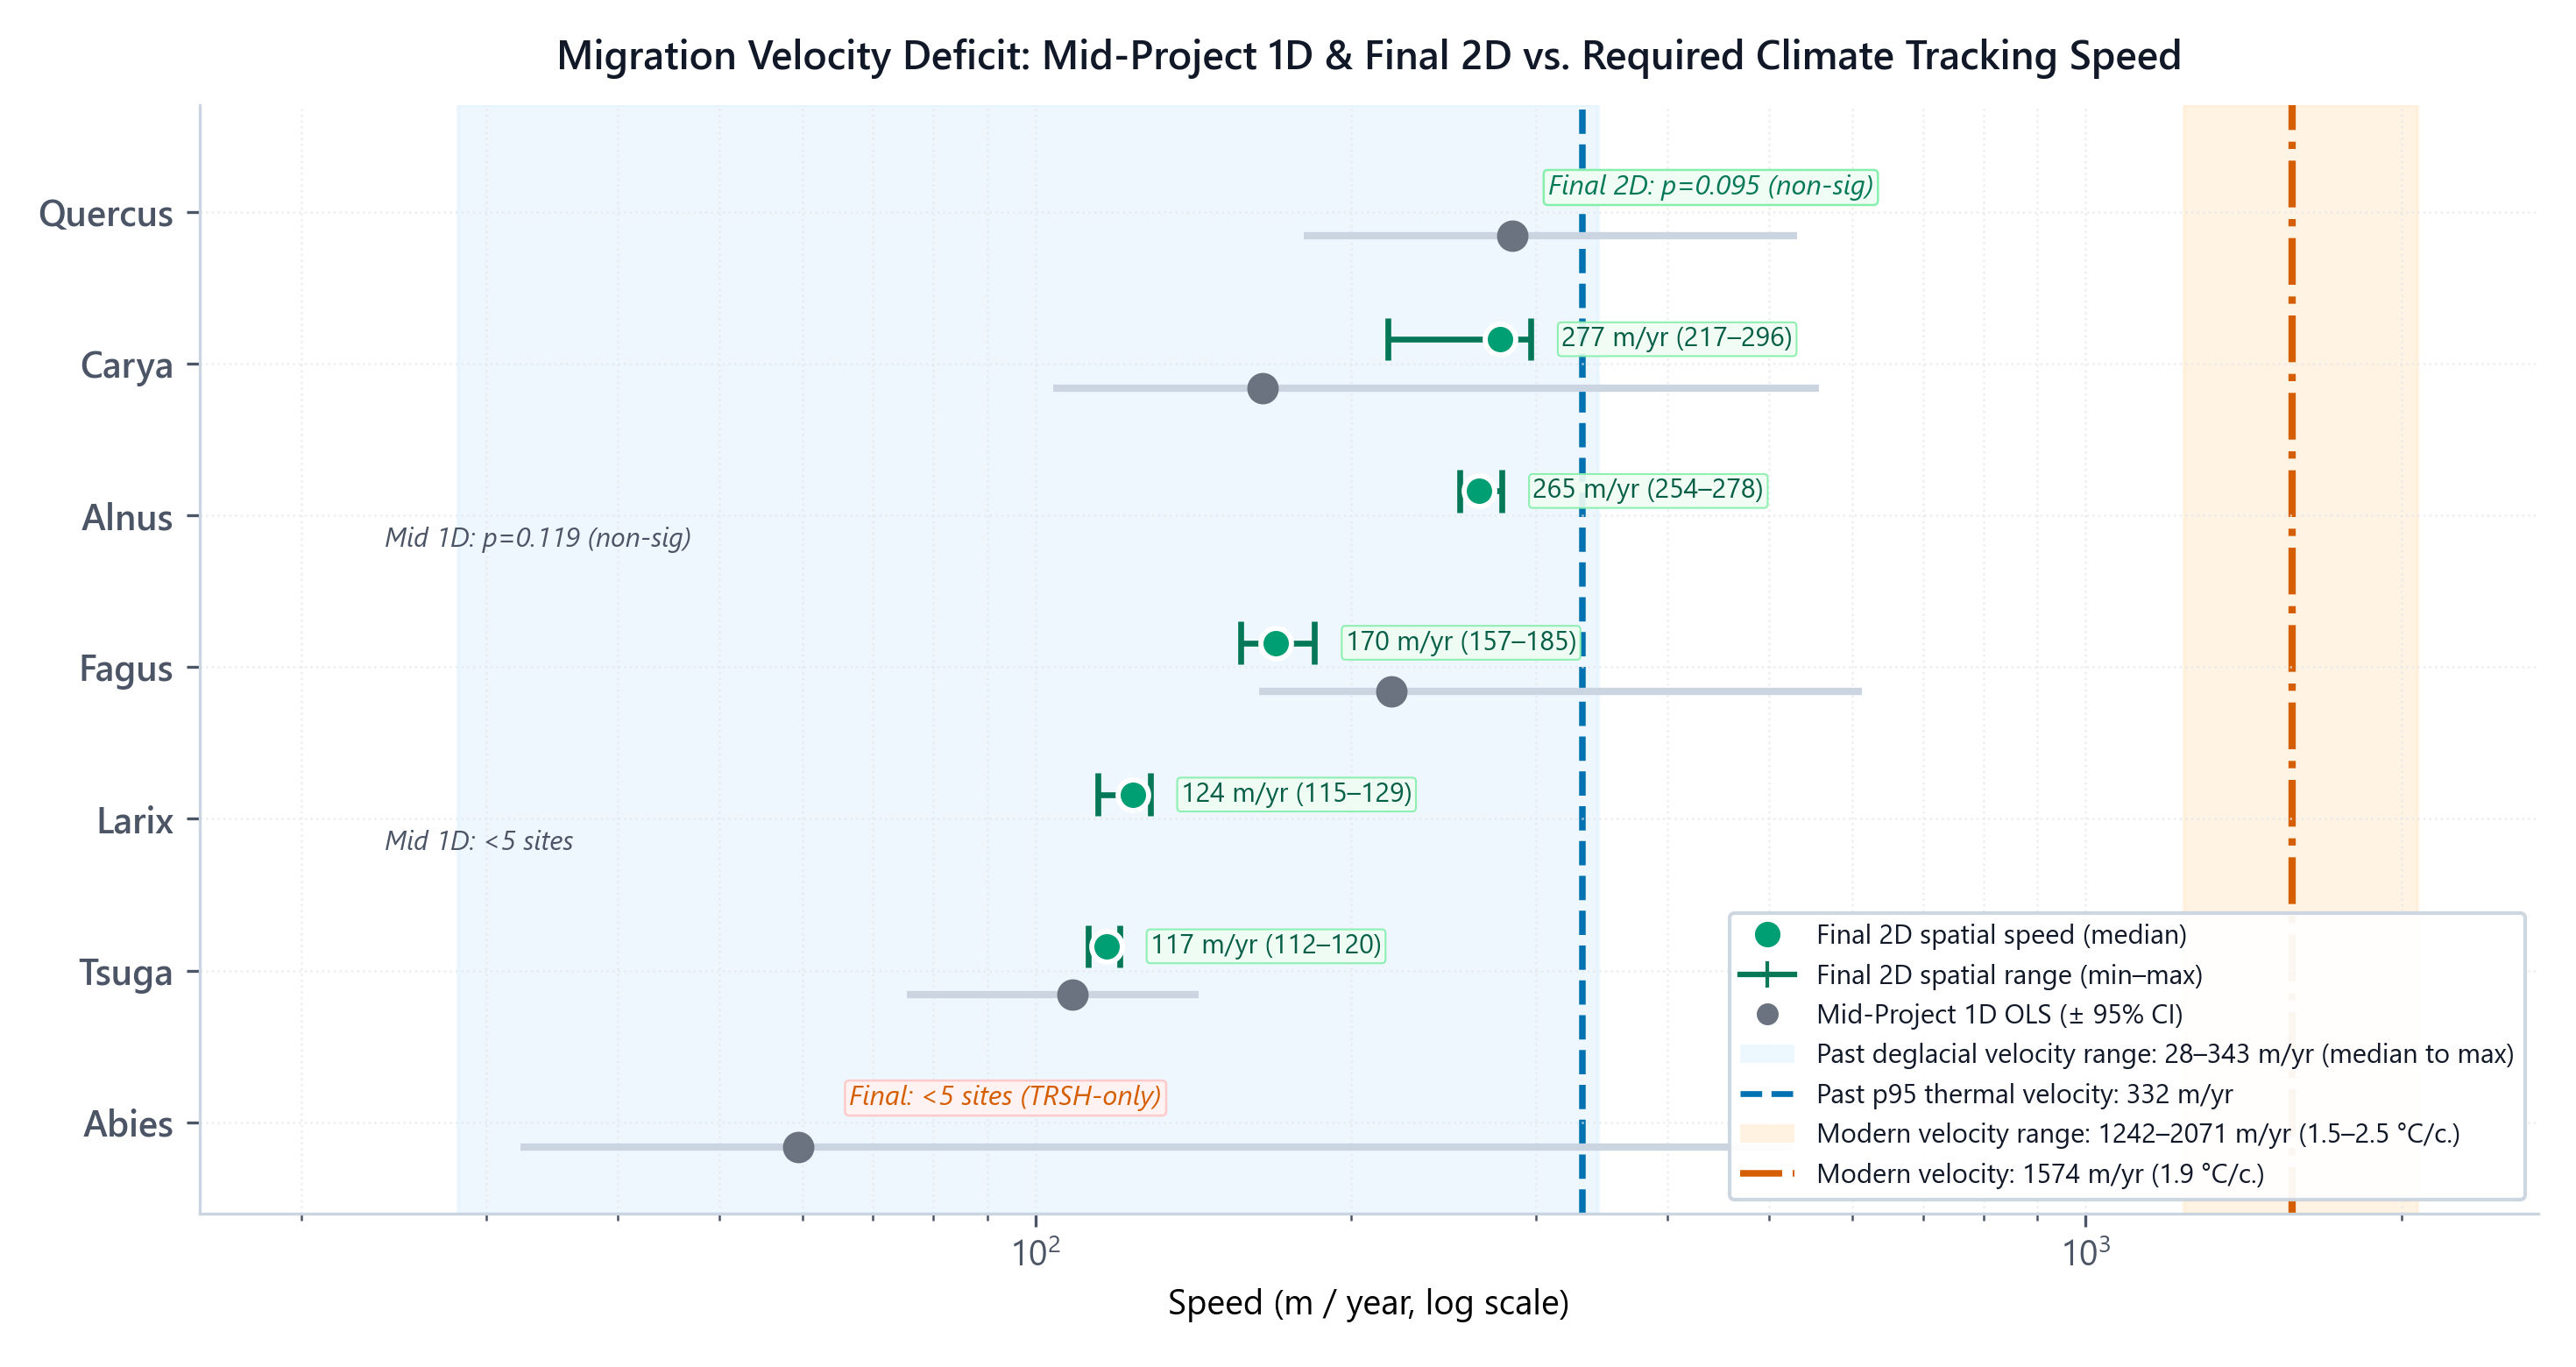 Migration Velocity Deficit: Mid-Project 1D & Final 2D vs. Required Climate Tracking Speed
Quercus
Final 2D: p=0.095 (non-sig)
Carya
277 m/yr (217–296)
Alnus
265 m/yr (254–278)
Mid 1D: p=0.119 (non-sig)
Fagus
170 m/yr (157–185)
Larix
124 m/yr (115–129)
Mid 1D: <5 sites
Tsuga
117 m/yr (112–120)
Abies
Final: <5 sites (TRSH-only)
Final 2D spatial speed (median)
Final 2D spatial range (min–max)
Mid-Project 1D OLS (± 95% CI)
Past deglacial velocity range: 28–343 m/yr (median to max)
Past p95 thermal velocity: 332 m/yr
Modern velocity range: 1242–2071 m/yr (1.5–2.5 °C/c.)
Modern velocity: 1574 m/yr (1.9 °C/c.)
10²
10³
Speed (m / year, log scale)